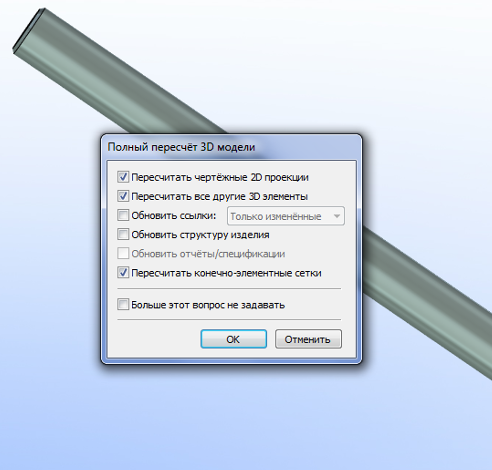 Полный пересчёт 3D модели
Пересчитать чертёжные 2D проекции
Пересчитать все другие 3D элементы
Обновить ссылки: Только изменённые
Обновить структуру изделия
Обновить отчёты/спецификации
Пересчитать конечно-элементные сетки
Больше этот вопрос не задавать
OK Отменить